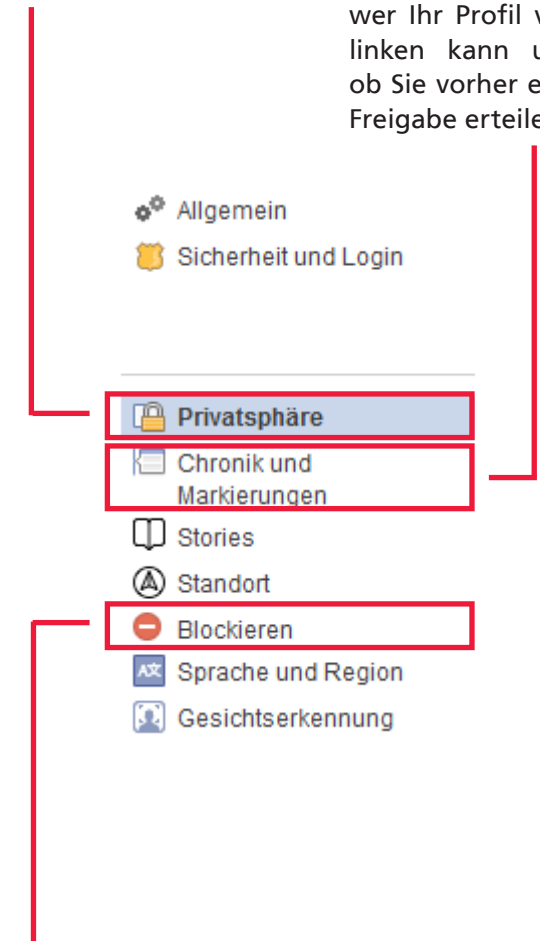 wer Ihr Profil
linken kann
ob Sie vorher
Freigabe
Allgemein
Sicherheit und Login
Privatsphäre
Chronik und
Markierungen
Stories
Standort
Blockieren
Sprache und Region
Gesichtserkennung